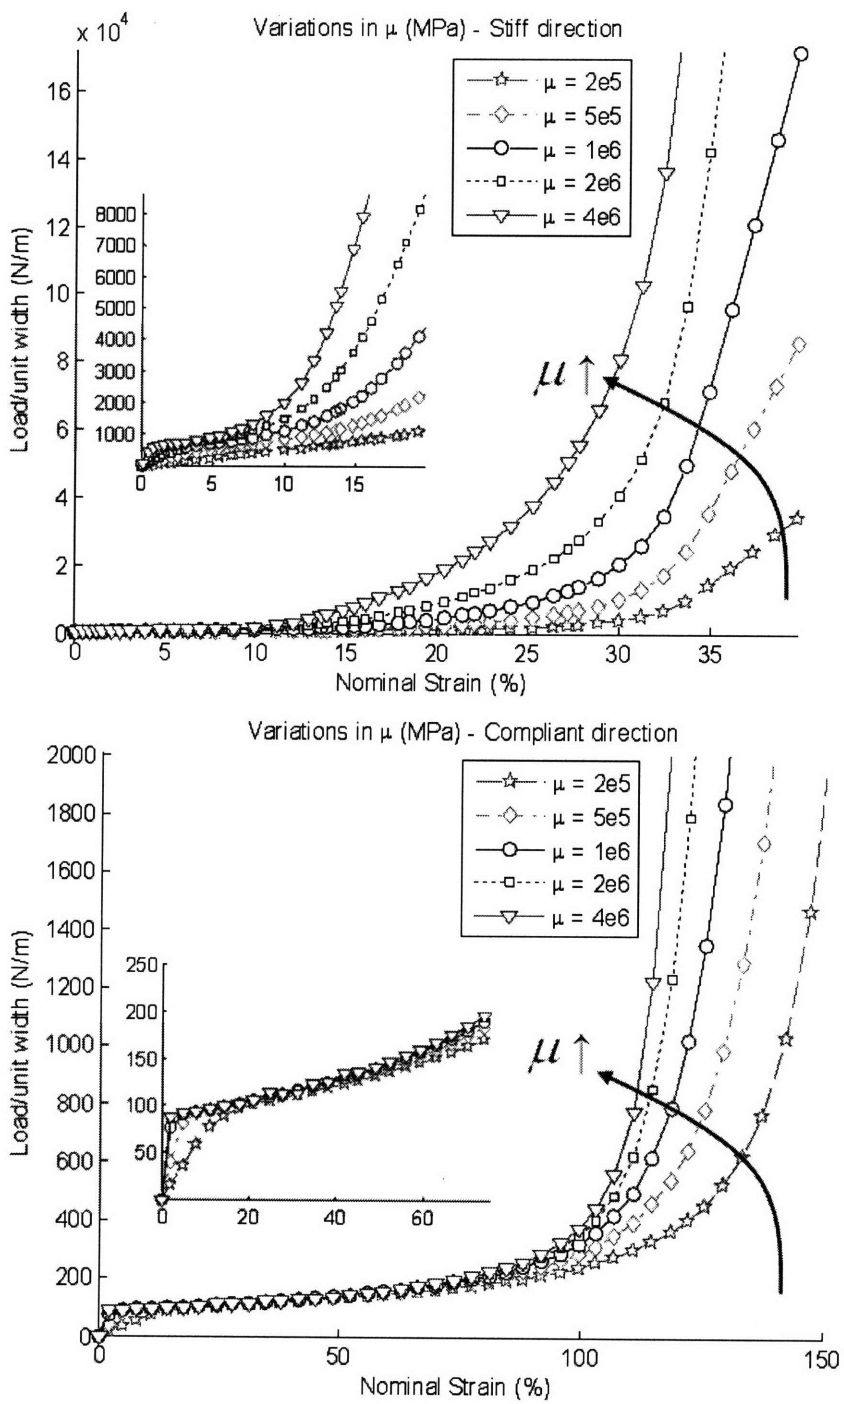 x 10⁴
Variations in μ (MPa) - Stiff direction
16
14
12
10
8
6
4
2
0
Load/unit width (N/m)
μ = 2e5
μ = 5e5
μ = 1e6
μ = 2e6
μ = 4e6
8000
7000
6000
5000
4000
3000
2000
1000
0 5 10 15
μ ↑
0 5 10 15 20 25 30 35
Nominal Strain (%)
Variations in μ (MPa) - Compliant direction
2000
1800
1600
1400
1200
1000
800
600
400
200
0
Load/unit width (N/m)
μ = 2e5
μ = 5e5
μ = 1e6
μ = 2e6
μ = 4e6
250
200
150
100
50
0 20 40 60
μ ↑
0 50 100 150
Nominal Strain (%)